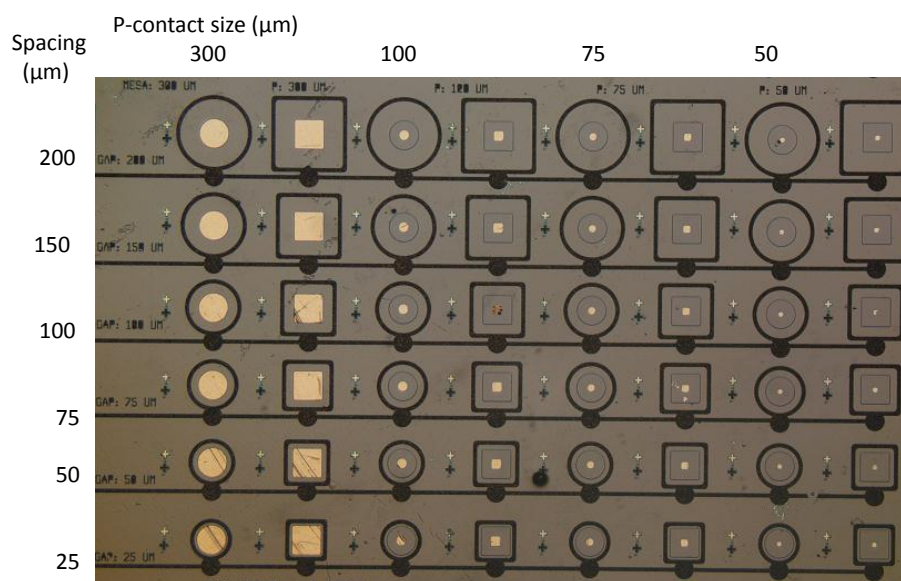 P-contact size (µm)
Spacing (µm)
300 100 75 50
MESA: 300 UM P: 300 UM P: 100 UM P: 75 UM P: 50 UM
200
GAP: 200 UM
150
GAP: 150 UM
100
GAP: 100 UM
75
GAP: 75 UM
50
GAP: 50 UM
25
GAP: 25 UM